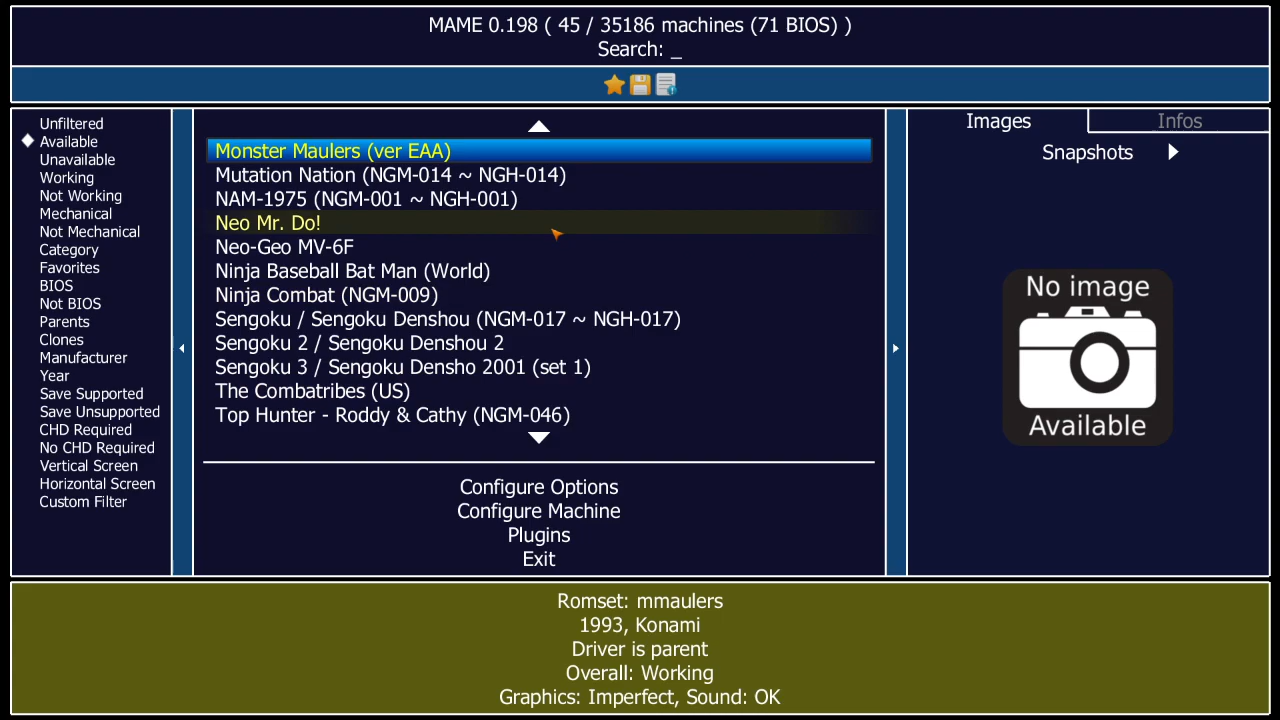 MAME 0.198 ( 45 / 35186 machines (71 BIOS) )
Search: _
Unfiltered
Available
Unavailable
Working
Not Working
Mechanical
Not Mechanical
Category
Favorites
BIOS
Not BIOS
Parents
Clones
Manufacturer
Year
Save Supported
Save Unsupported
CHD Required
No CHD Required
Vertical Screen
Horizontal Screen
Custom Filter
Monster Maulers (ver EAA)
Mutation Nation (NGM-014 ~ NGH-014)
NAM-1975 (NGM-001 ~ NGH-001)
Neo Mr. Do!
Neo-Geo MV-6F
Ninja Baseball Bat Man (World)
Ninja Combat (NGM-009)
Sengoku / Sengoku Denshou (NGM-017 ~ NGH-017)
Sengoku 2 / Sengoku Denshou 2
Sengoku 3 / Sengoku Densho 2001 (set 1)
The Combatribes (US)
Top Hunter - Roddy & Cathy (NGM-046)
Configure Options
Configure Machine
Plugins
Exit
Images Infos
Snapshots
No image
Available
Romset: mmaulers
1993, Konami
Driver is parent
Overall: Working
Graphics: Imperfect, Sound: OK